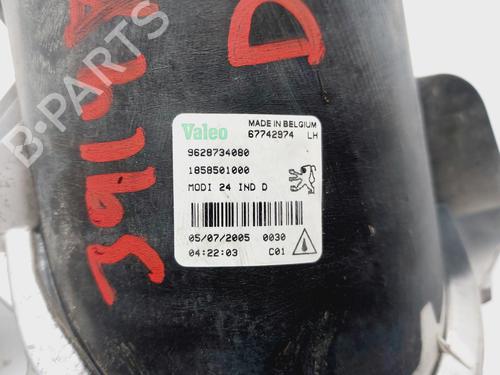 B-PARTS
D
3916
Valeo
MADE IN BELGIUM
67742974 LH
9628734080
1858501000
MODI 24 IND D
05/07/2005 0030
04:22:03 C01